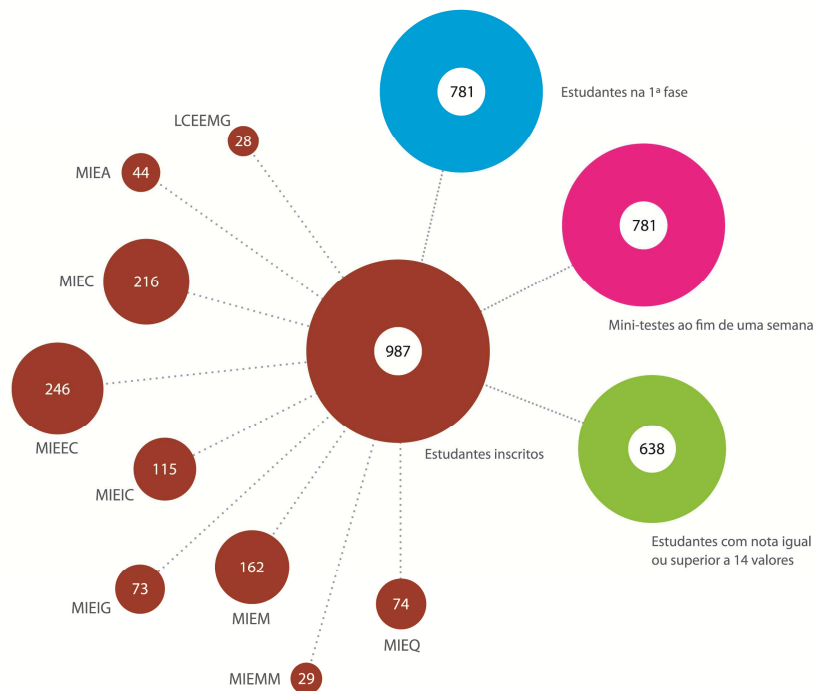 781
Estudantes na 1ª fase
LCEEMG
28
MIEA
44
781
Mini-testes ao fim de uma semana
MIEC
216
987
Estudantes inscritos
246
MIEEC
638
Estudantes com nota igual
ou superior a 14 valores
115
MIEIC
73
MIEIG
162
MIEM
74
MIEQ
MIEMM
29